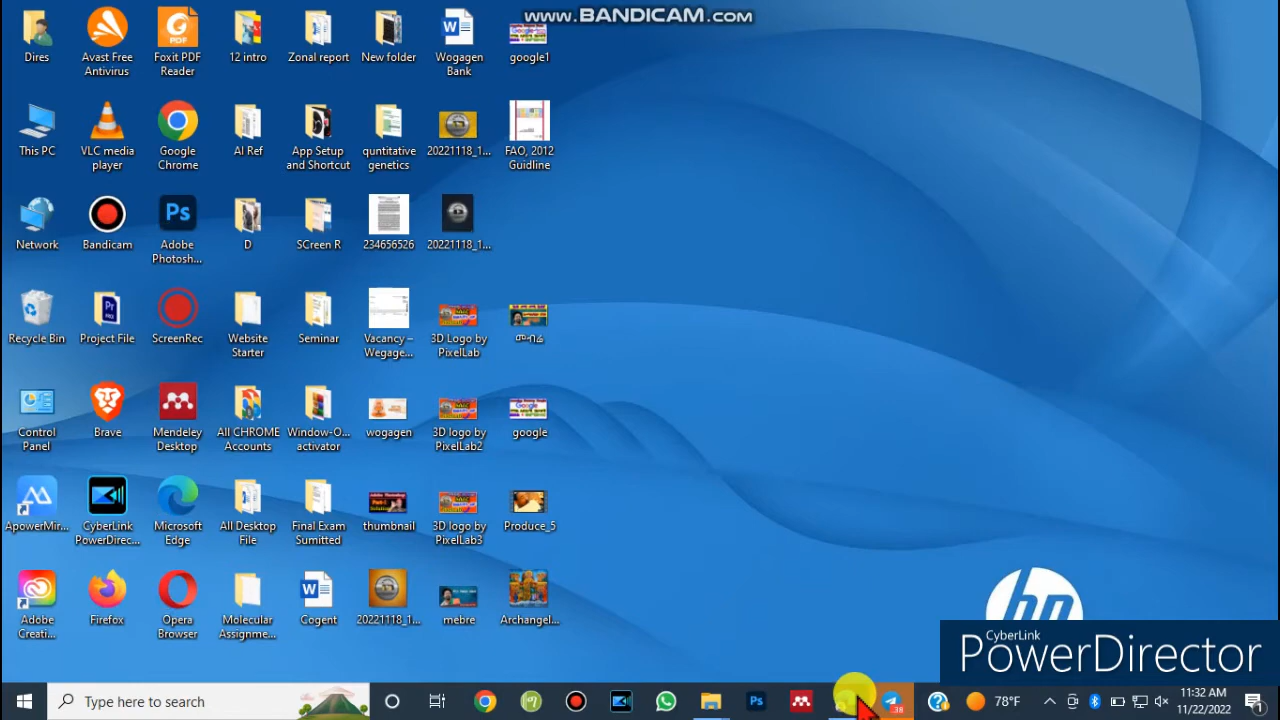 www.BANDICAM.com
Dires
Avast Free
Antivirus
Foxit PDF
Reader
12 intro
Zonal report
New folder
Wogagen
Bank
google1
This PC
VLC media
player
Google
Chrome
AI Ref
App Setup
and Shortcut
quntitative
genetics
20221118_1...
FAO, 2012
Guidline
Network
Bandicam
Adobe
Photosh...
D
SCreen R
234656526
20221118_1...
Recycle Bin
Project File
ScreenRec
Website
Starter
Seminar
Vacancy –
Wegage...
3D Logo by
PixelLab
መብሬ
Control
Panel
Brave
Mendeley
Desktop
All CHROME
Accounts
Window-O...
activator
wogagen
3D logo by
PixelLab2
google
ApowerMir...
CyberLink
PowerDirec...
Microsoft
Edge
All Desktop
File
Final Exam
Sumitted
thumbnail
3D logo by
PixelLab3
Produce_5
Adobe
Creati...
Firefox
Opera
Browser
Molecular
Assignme...
Cogent
20221118_1...
mebre
Archangel...
hp
CyberLink
PowerDirector
Type here to search
38
78°F
11:32 AM
11/22/2022